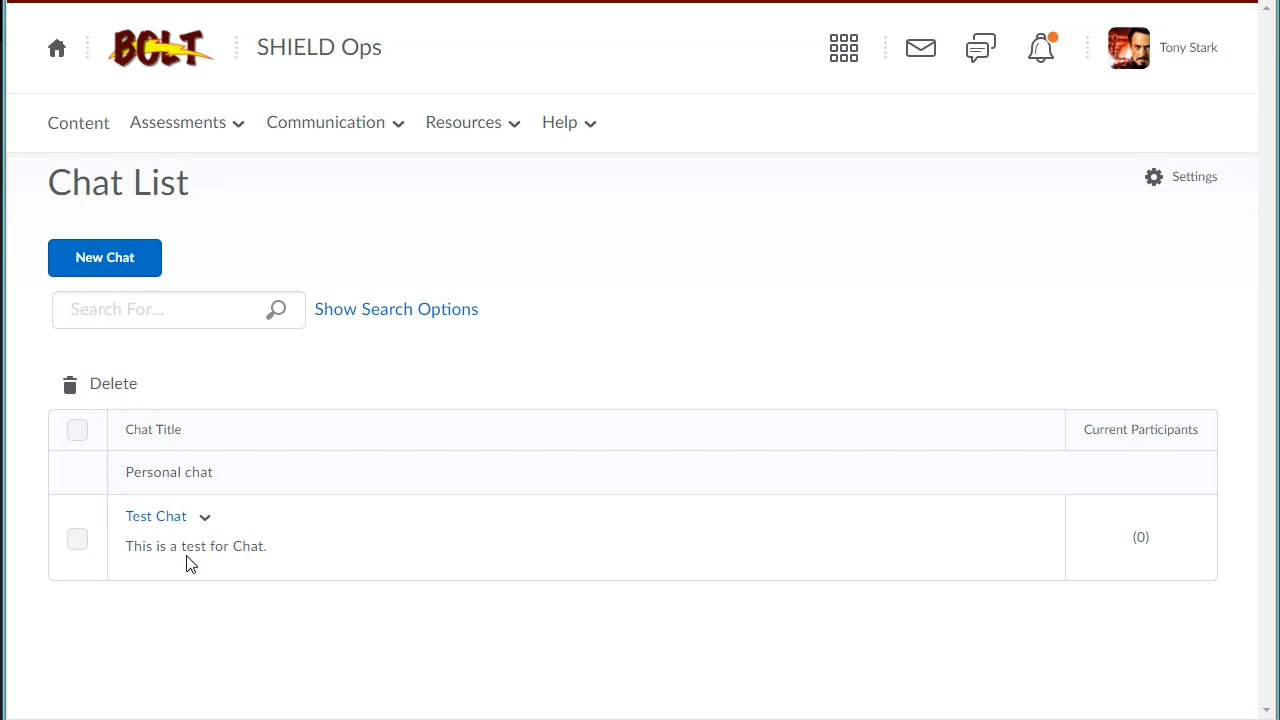 BOLT
SHIELD Ops
Tony Stark
Content
Assessments
Communication
Resources
Help
Chat List
Settings
New Chat
Search For...
Show Search Options
Delete
Chat Title
Current Participants
Personal chat
Test Chat
This is a test for Chat.
(0)